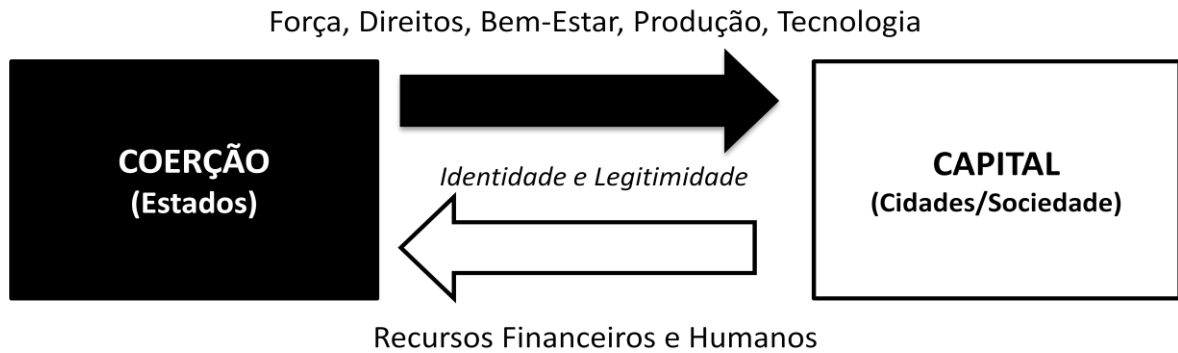 Força, Direitos, Bem-Estar, Produção, Tecnologia
COERÇÃO
(Estados)
Identidade e Legitimidade
CAPITAL
(Cidades/Sociedade)
Recursos Financeiros e Humanos